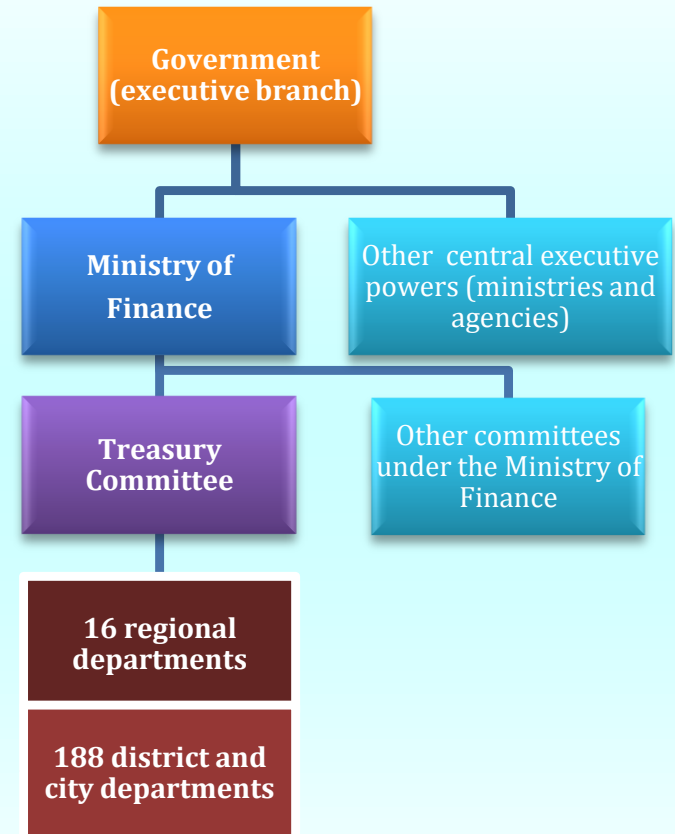 Government
(executive branch)
Ministry of
Finance
Other central executive
powers (ministries and
agencies)
Treasury
Committee
Other committees
under the Ministry of
Finance
16 regional
departments
188 district and
city departments